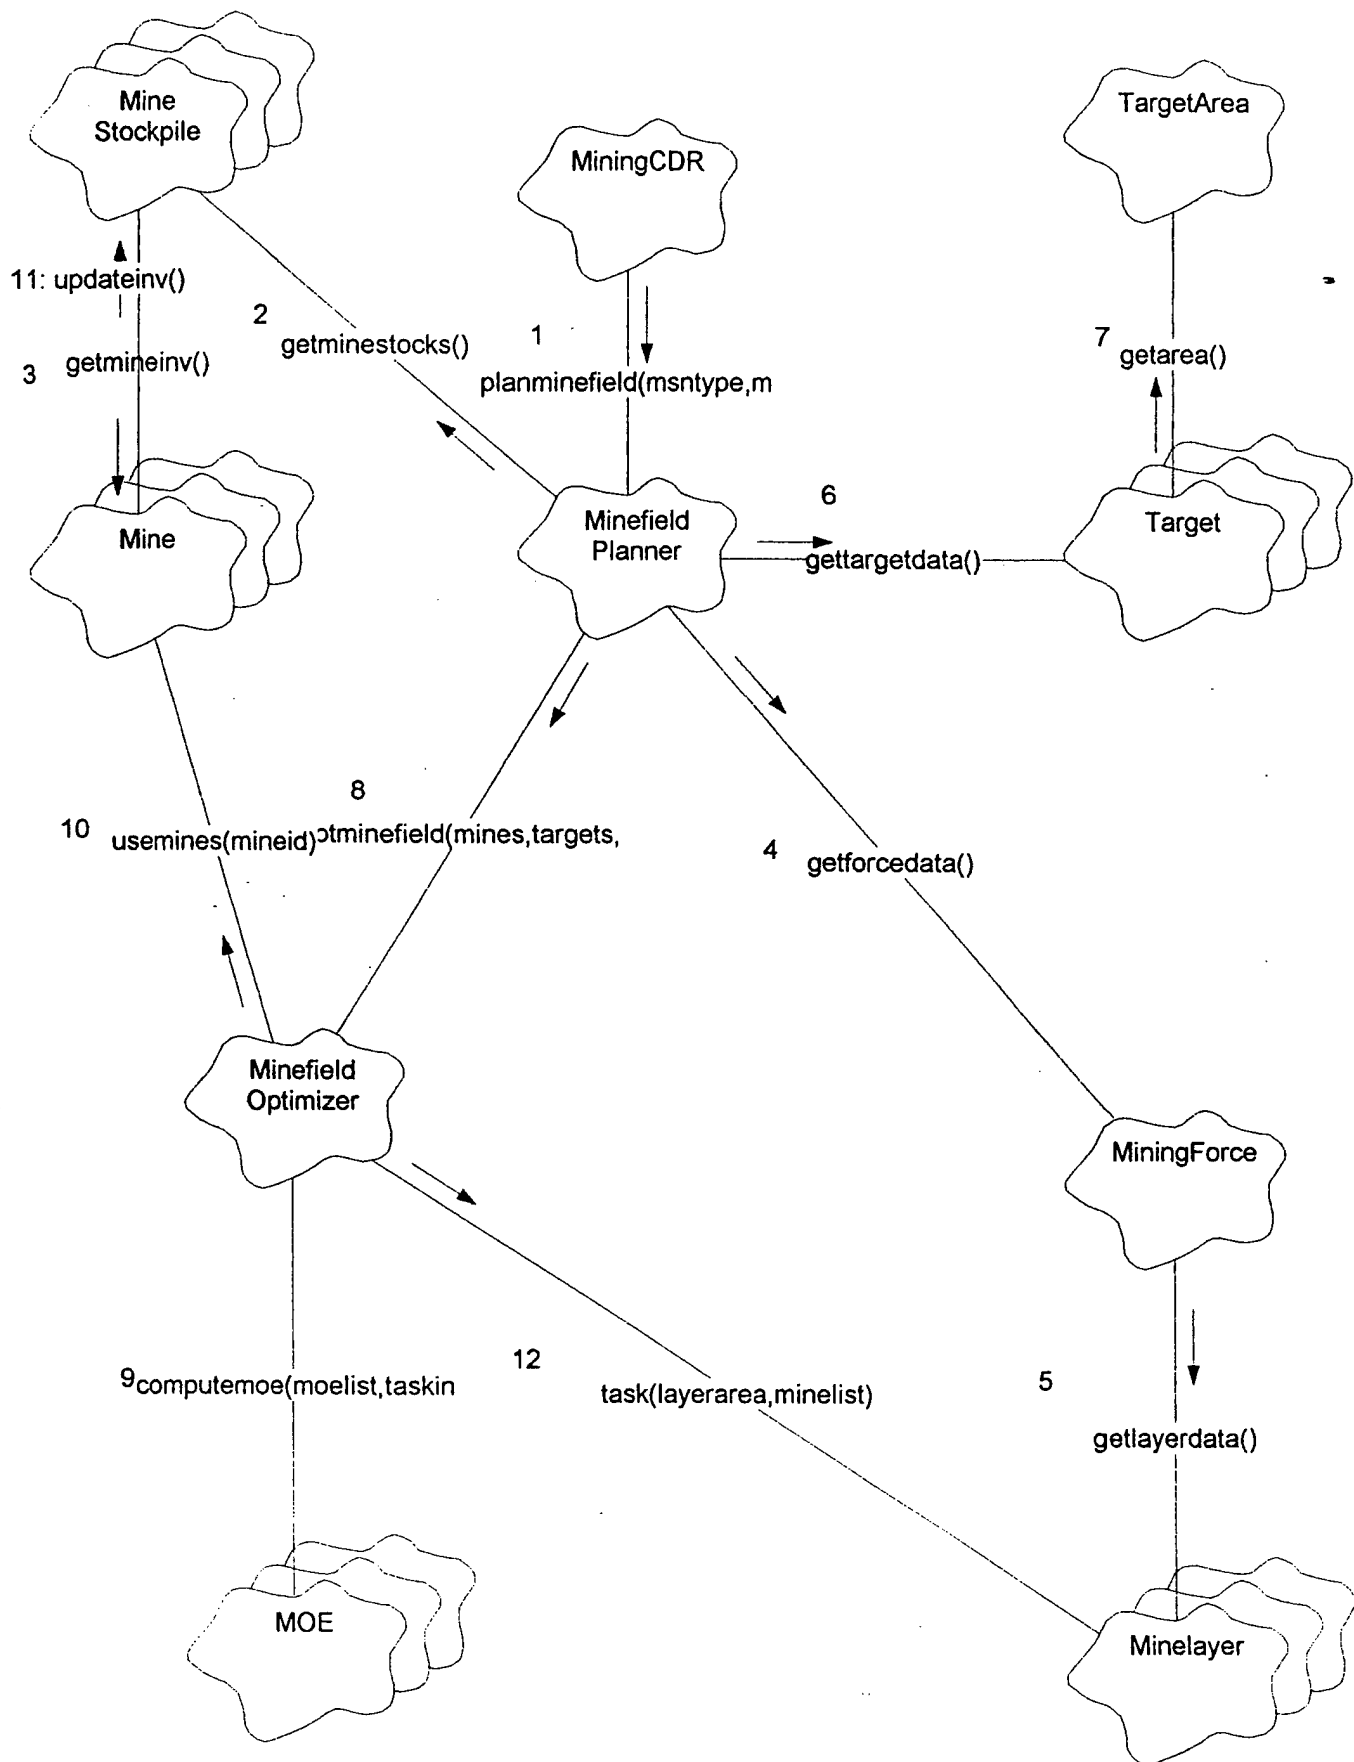 Mine
Stockpile
MiningCDR
TargetArea
11: updateinv()
2
getminestocks()
1
planminefield(msntype,m
7
getarea()
3
getmineinv()
Mine
Minefield
Planner
6
gettargetdata()
Target
8
10
usemines(mineid)
otminefield(mines,targets,
4
getforcedata()
Minefield
Optimizer
MiningForce
9
computemoe(moelist,taskin
12
task(layerarea,minelist)
5
getlayerdata()
MOE
Minelayer